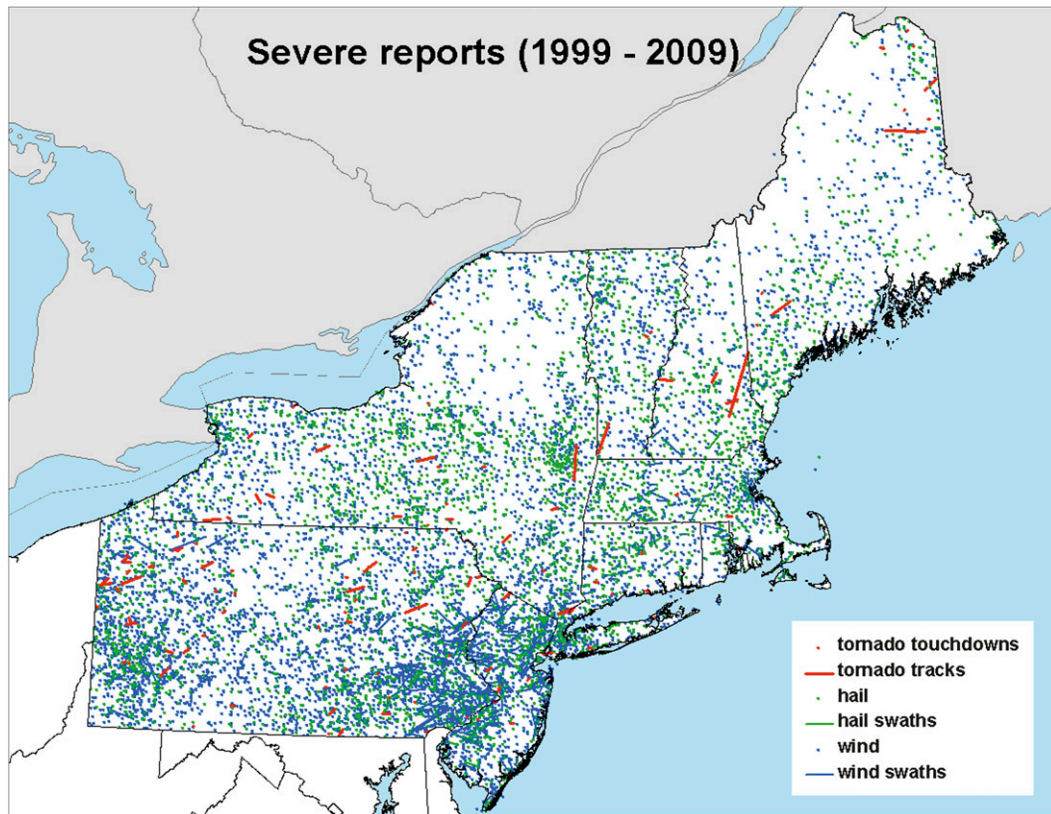 Severe reports (1999 - 2009)
tornado touchdowns
tornado tracks
hail
hail swaths
wind
wind swaths